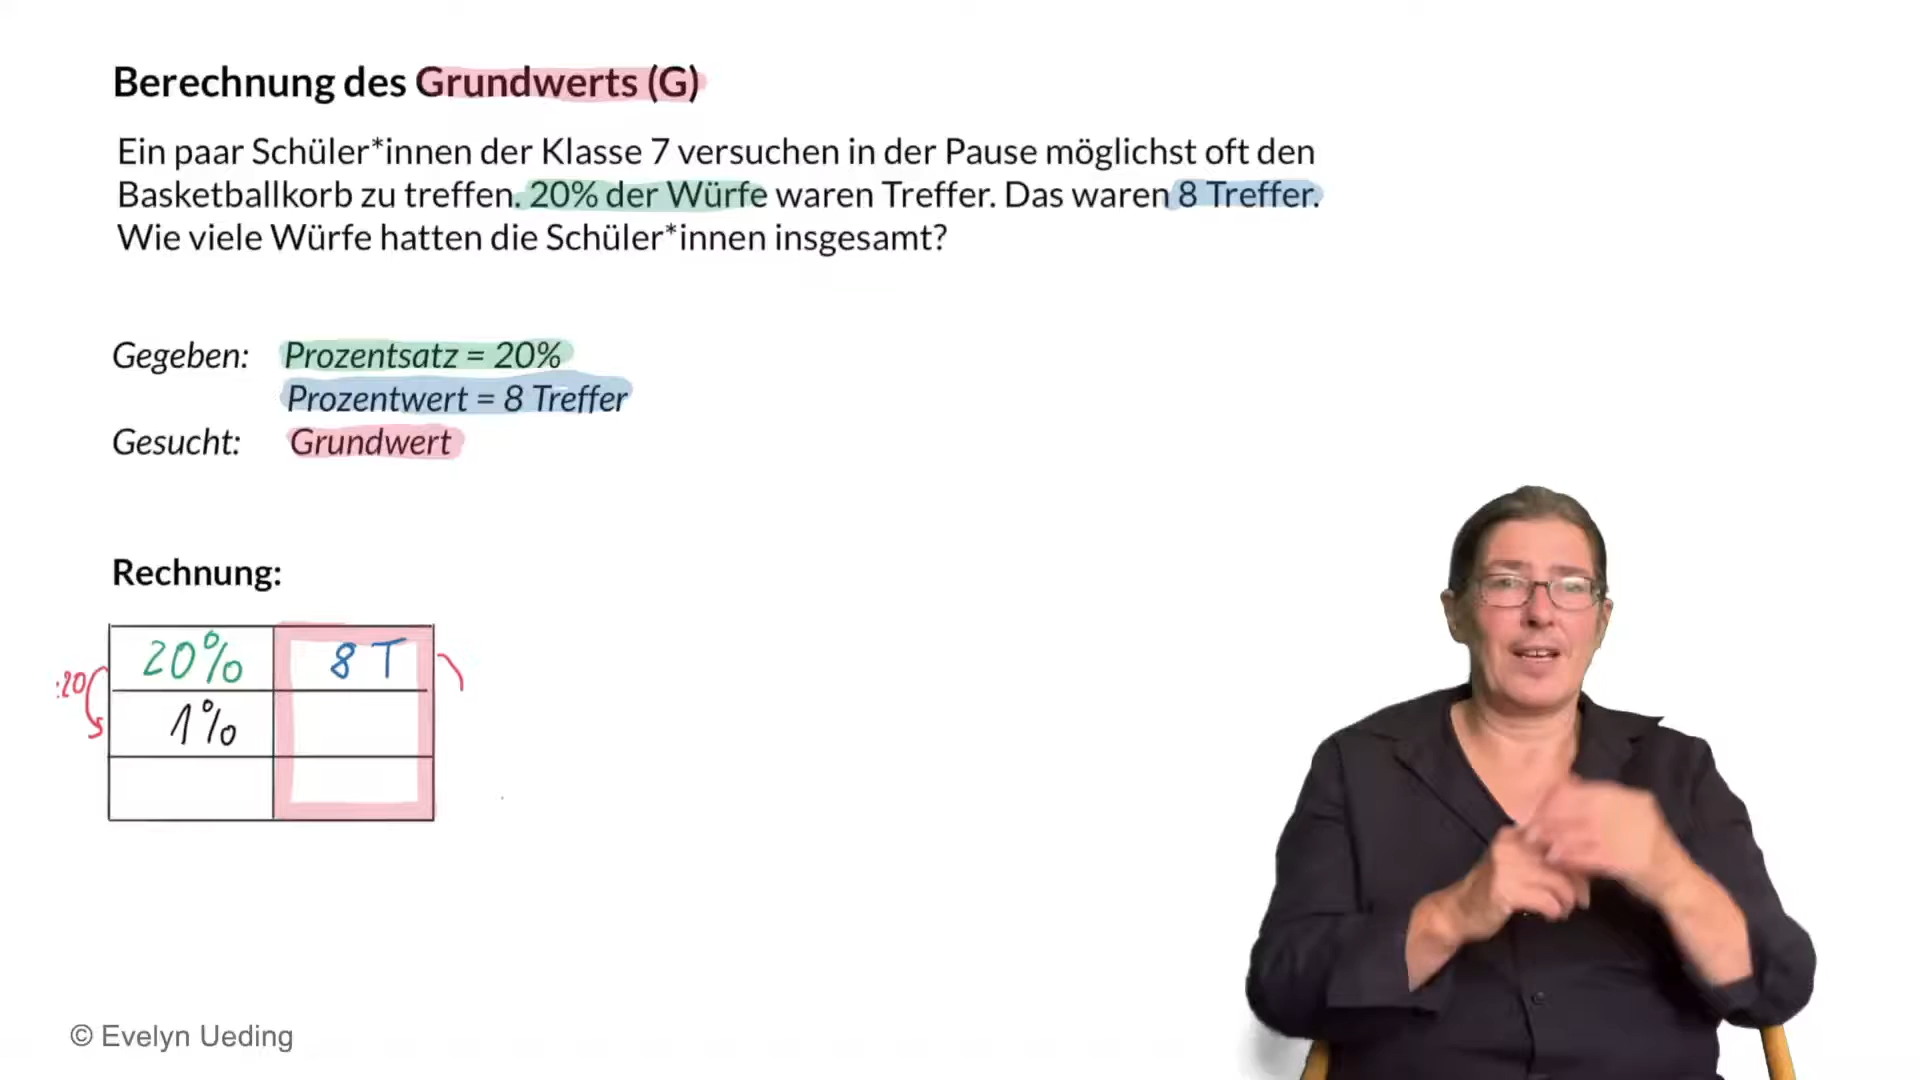 Berechnung des Grundwerts (G)
Ein paar Schüler*innen der Klasse 7 versuchen in der Pause möglichst oft den
Basketballkorb zu treffen. 20% der Würfe waren Treffer. Das waren 8 Treffer.
Wie viele Würfe hatten die Schüler*innen insgesamt?
Gegeben: Prozentsatz = 20%
Prozentwert = 8 Treffer
Gesucht: Grundwert
Rechnung:
20% 8 T
:20
1%
© Evelyn Ueding